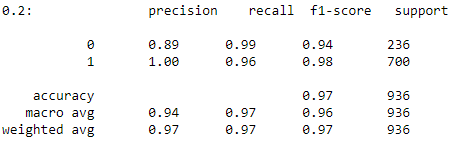 0.2: precision recall f1-score support
0 0.89 0.99 0.94 236
1 1.00 0.96 0.98 700
accuracy 0.97 936
macro avg 0.94 0.97 0.96 936
weighted avg 0.97 0.97 0.97 936